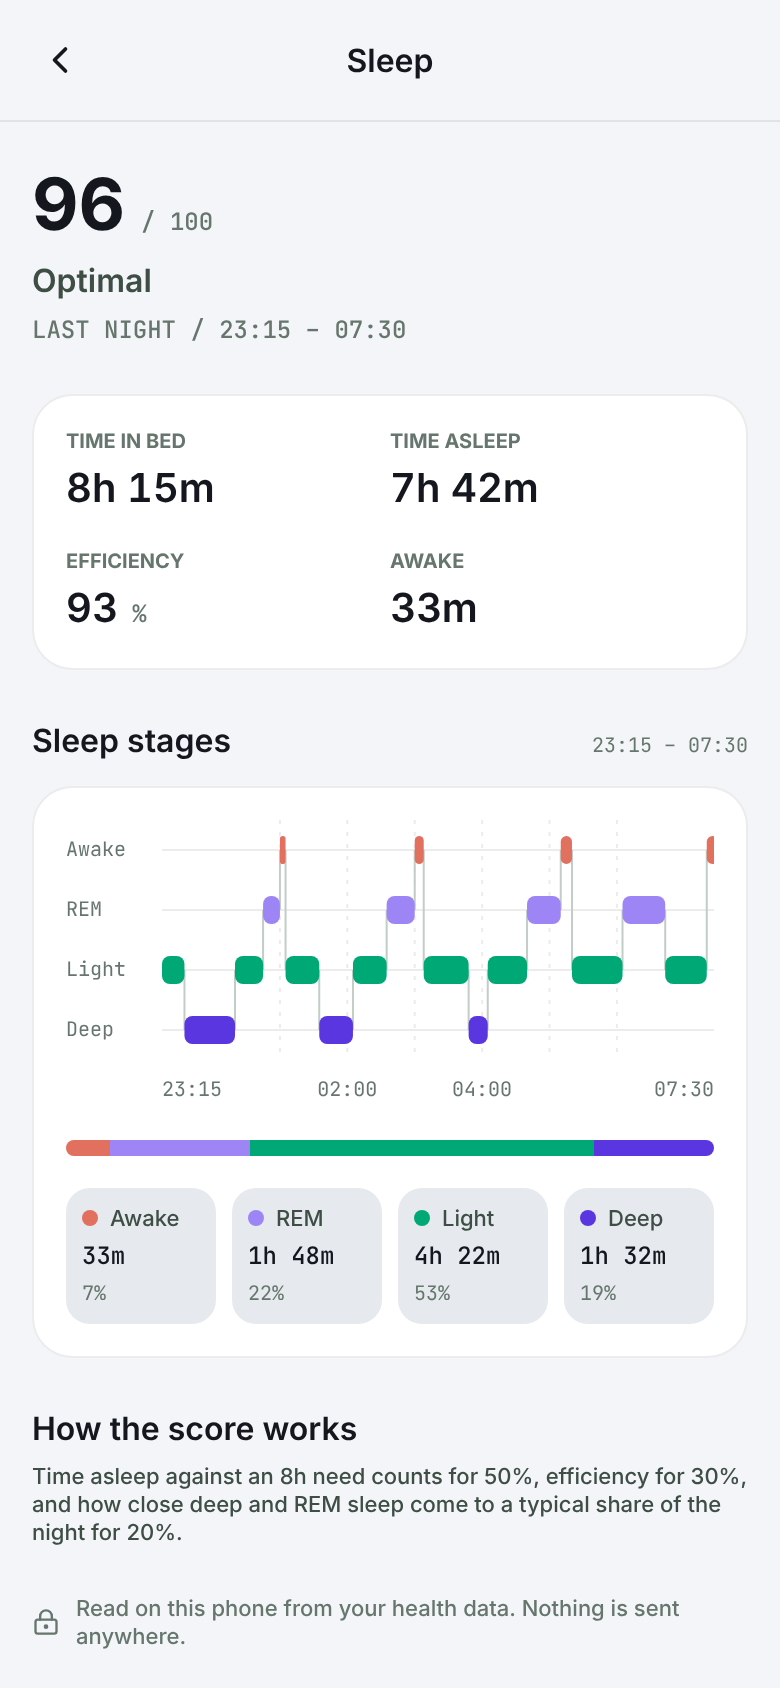 Sleep
96 / 100
Optimal
LAST NIGHT / 23:15 – 07:30
TIME IN BED
8h 15m
TIME ASLEEP
7h 42m
EFFICIENCY
93 %
AWAKE
33m
Sleep stages
23:15 – 07:30
Awake
REM
Light
Deep
23:15 02:00 04:00 07:30
Awake
33m
7%
REM
1h 48m
22%
Light
4h 22m
53%
Deep
1h 32m
19%
How the score works
Time asleep against an 8h need counts for 50%, efficiency for 30%,
and how close deep and REM sleep come to a typical share of the
night for 20%.
Read on this phone from your health data. Nothing is sent
anywhere.